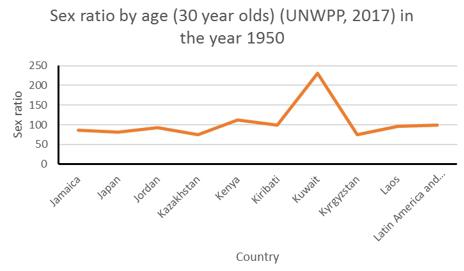 Sex ratio by age (30 year olds) (UNWPP, 2017) in
the year 1950
250
200
150
100
50
0
Sex ratio
Jamaica
Japan
Jordan
Kazakhstan
Kenya
Kiribati
Kuwait
Kyrgyzstan
Laos
Latin America and...
Country